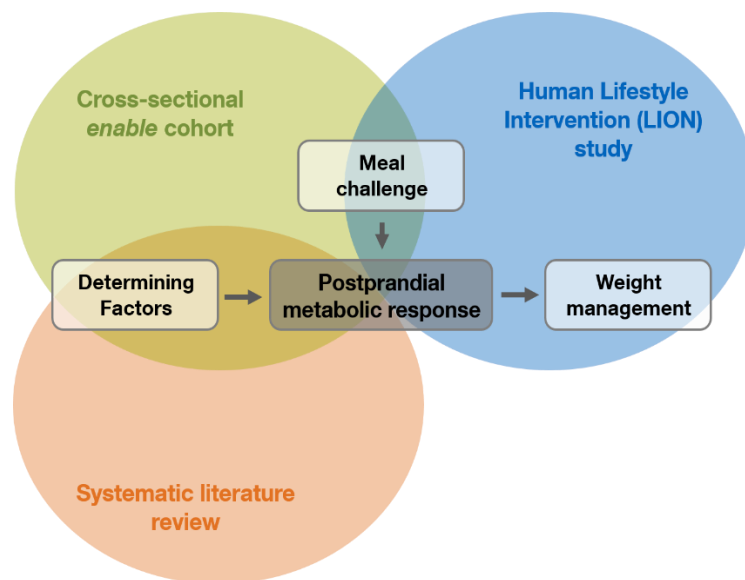 Cross-sectional
enable cohort
Human Lifestyle
Intervention (LION)
study
Meal
challenge
Determining
Factors
Postprandial
metabolic response
Weight
management
Systematic literature
review